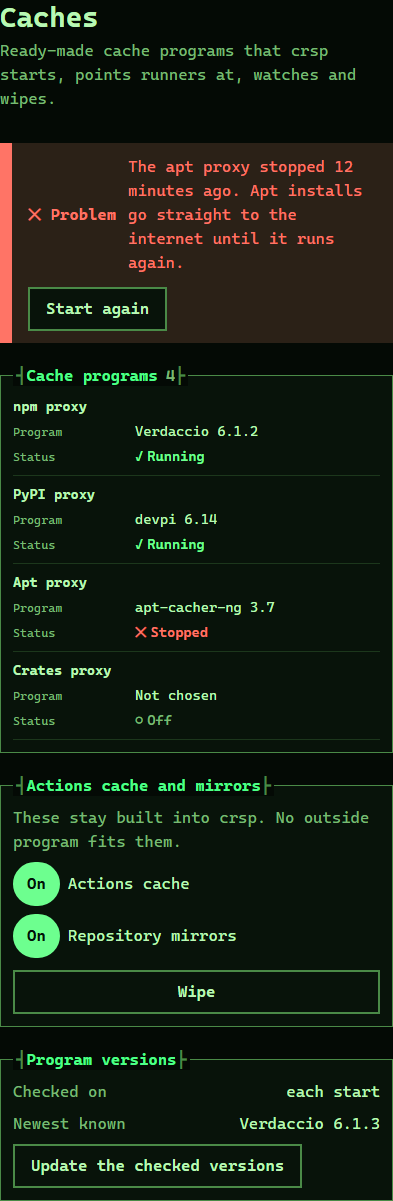 Caches
Ready-made cache programs that crsp
starts, points runners at, watches and
wipes.
✕ Problem
The apt proxy stopped 12
minutes ago. Apt installs
go straight to the
internet until it runs
again.
Start again
Cache programs 4
npm proxy
Program Verdaccio 6.1.2
Status ✓ Running
PyPI proxy
Program devpi 6.14
Status ✓ Running
Apt proxy
Program apt-cacher-ng 3.7
Status ✕ Stopped
Crates proxy
Program Not chosen
Status ○ Off
Actions cache and mirrors
These stay built into crsp. No outside
program fits them.
On Actions cache
On Repository mirrors
Wipe
Program versions
Checked on each start
Newest known Verdaccio 6.1.3
Update the checked versions